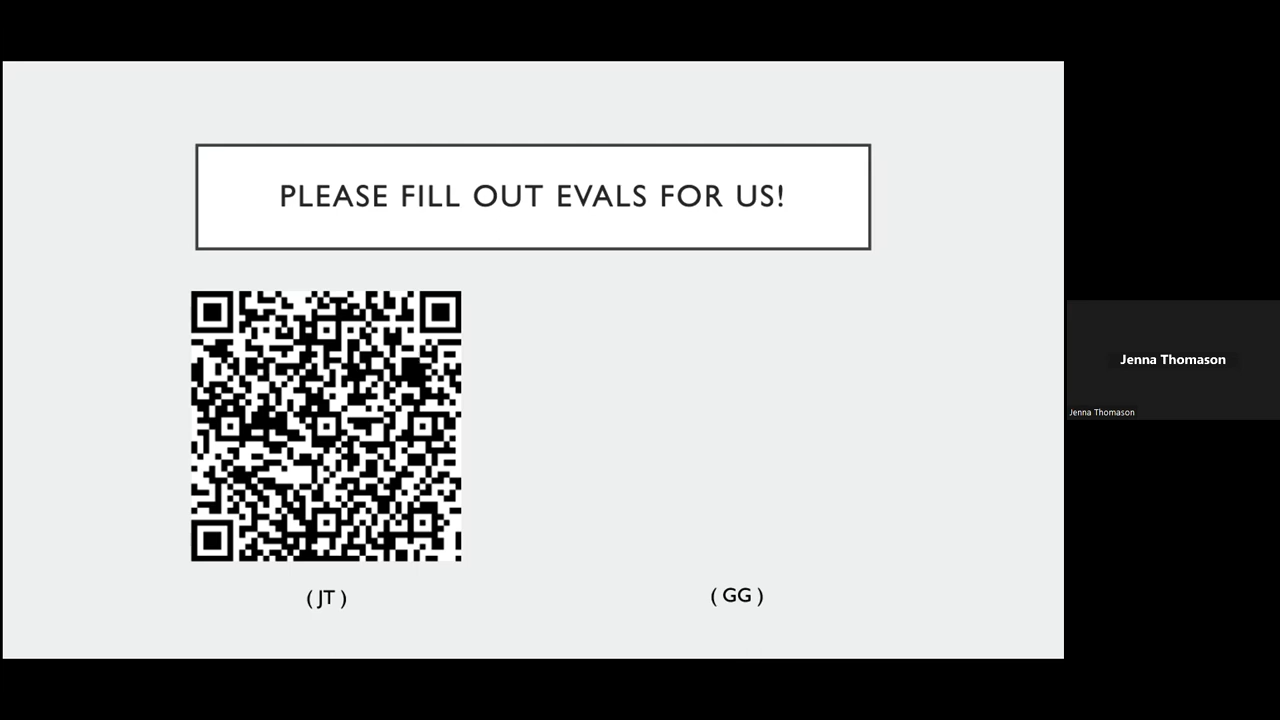 PLEASE FILL OUT EVALS FOR US!
( JT )
( GG )
Jenna Thomason
Jenna Thomason